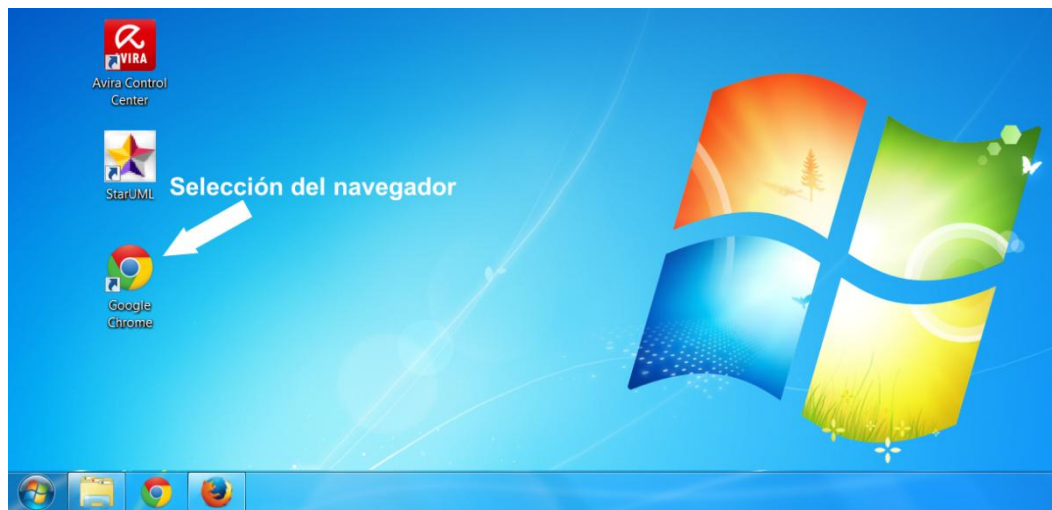 AVIRA
Avira Control
Center
StarUML
Selección del navegador
Google
Chrome